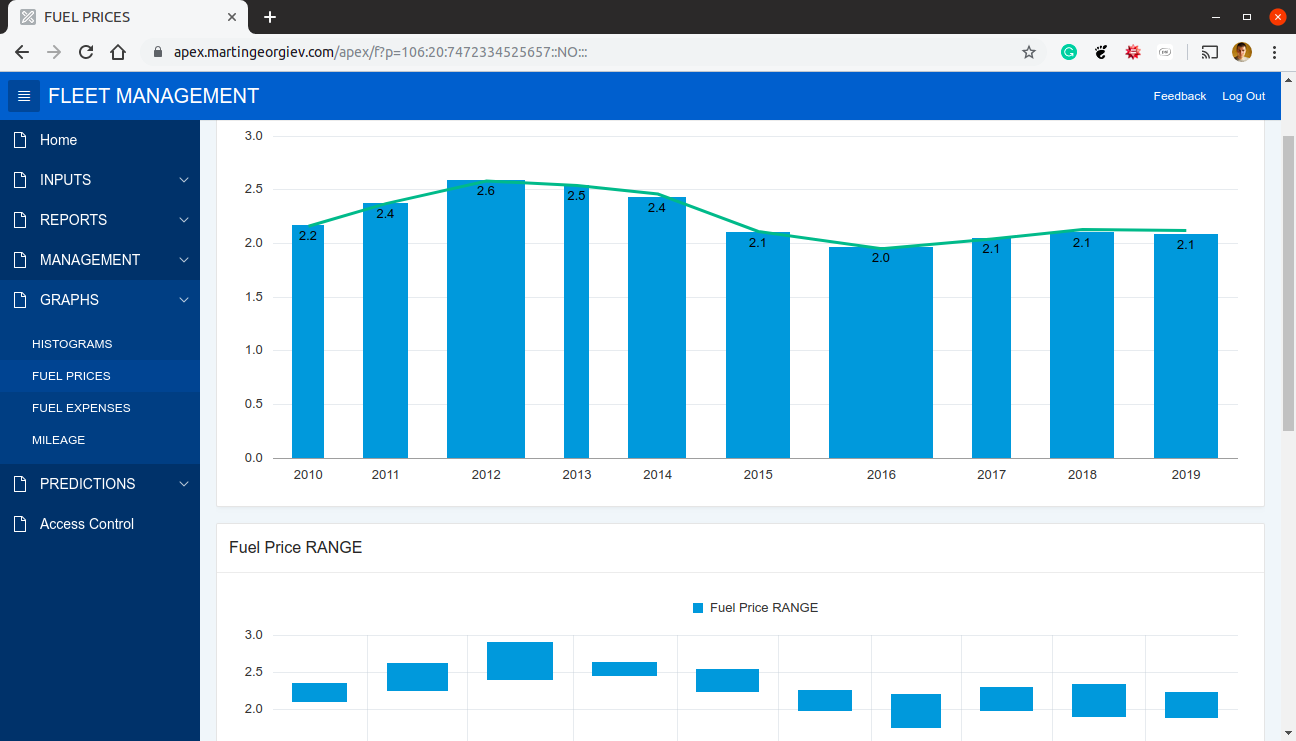 FUEL PRICES
apex.martingeorgiev.com/apex/f?p=106:20:7472334525657::NO:::
FLEET MANAGEMENT
Feedback
Log Out
Home
INPUTS
REPORTS
MANAGEMENT
GRAPHS
HISTOGRAMS
FUEL PRICES
FUEL EXPENSES
MILEAGE
PREDICTIONS
Access Control
3.0
2.5
2.0
1.5
1.0
0.5
0.0
2.2
2.4
2.6
2.5
2.4
2.1
2.0
2.1
2.1
2.1
2010
2011
2012
2013
2014
2015
2016
2017
2018
2019
Fuel Price RANGE
Fuel Price RANGE
3.0
2.5
2.0